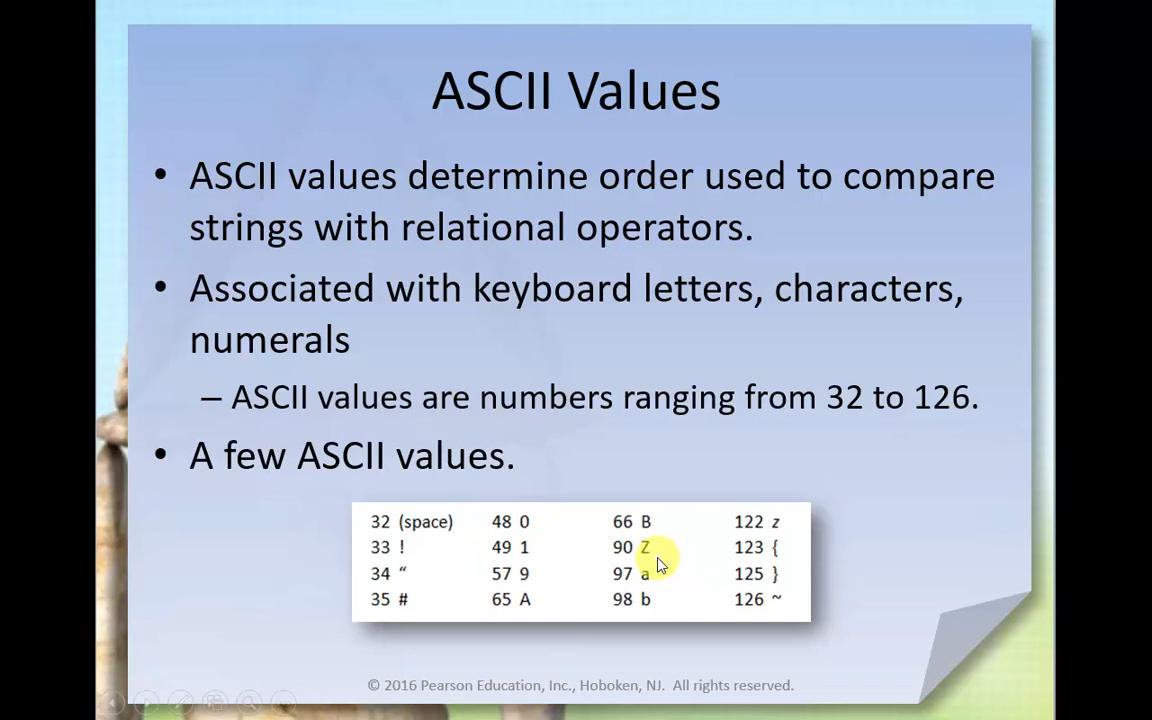 ASCII Values
• ASCII values determine order used to compare
strings with relational operators.
• Associated with keyboard letters, characters,
numerals
– ASCII values are numbers ranging from 32 to 126.
• A few ASCII values.
32 (space) 48 0 66 B 122 z
33 ! 49 1 90 Z 123 {
34 “ 57 9 97 a 125 }
35 # 65 A 98 b 126 ~
© 2016 Pearson Education, Inc., Hoboken, NJ. All rights reserved.